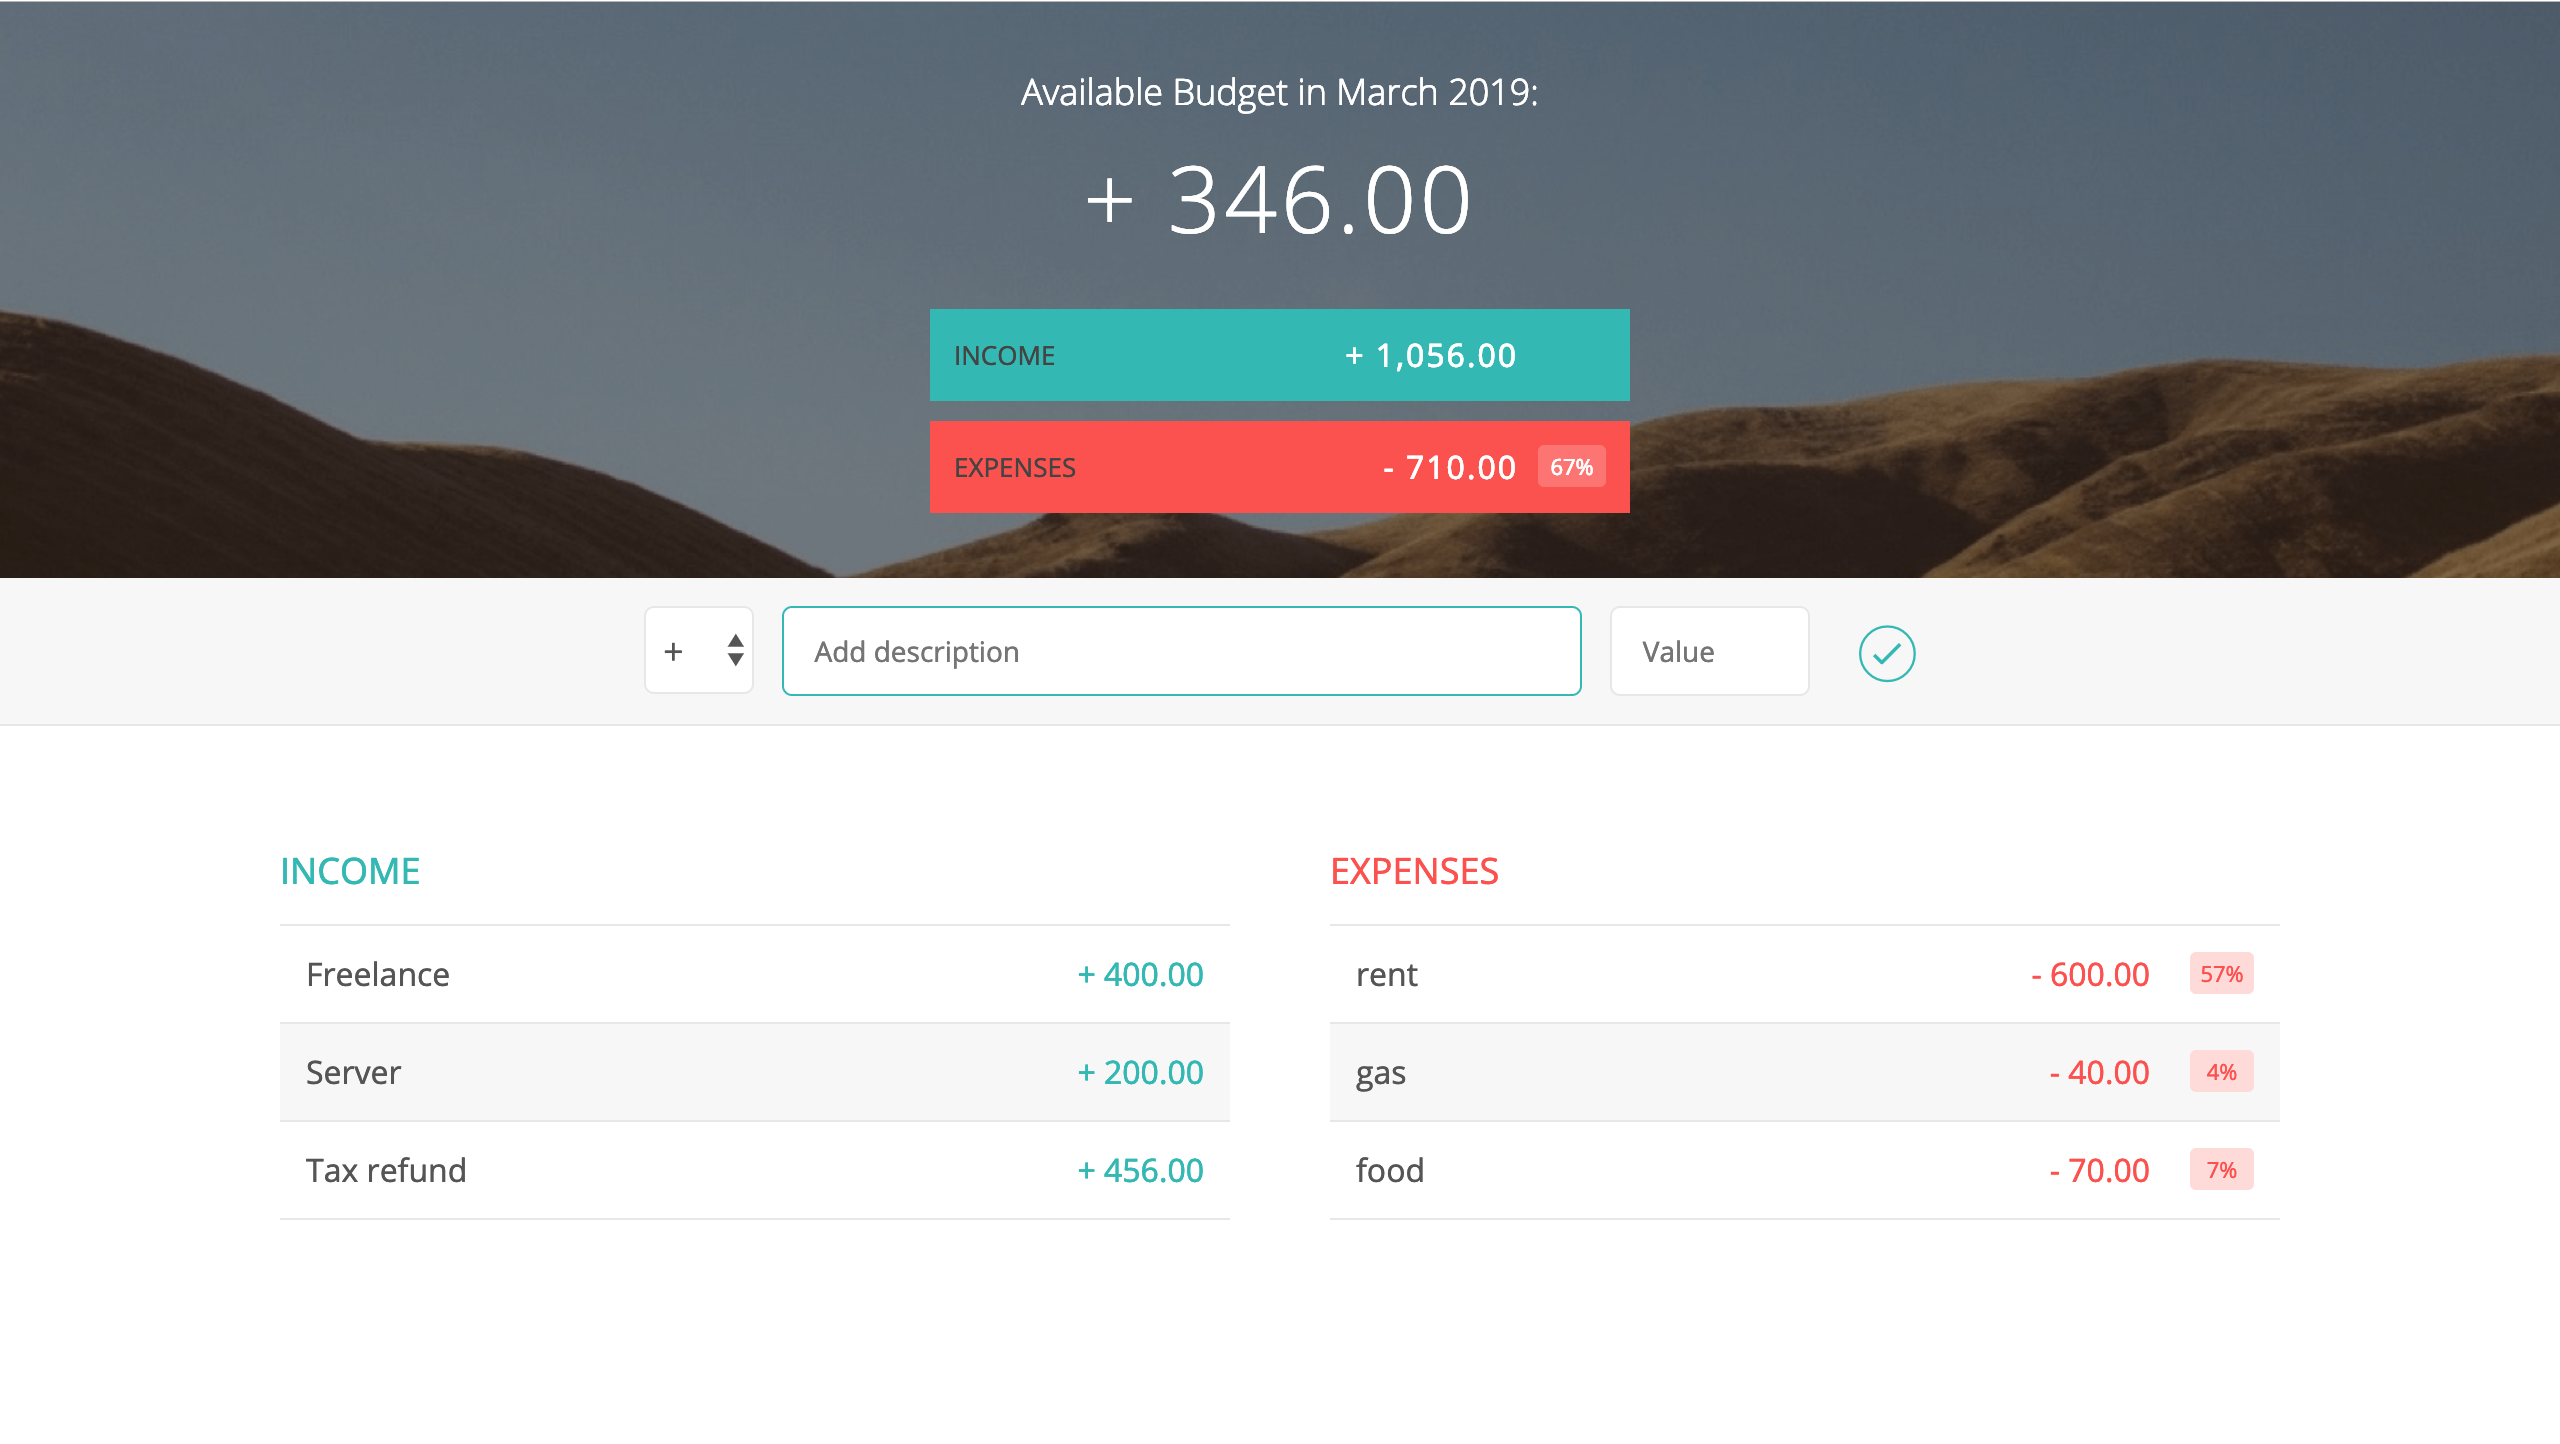 Available Budget in March 2019:
+ 346.00
INCOME + 1,056.00
EXPENSES - 710.00 67%
+ Add description Value
INCOME
Freelance + 400.00
Server + 200.00
Tax refund + 456.00
EXPENSES
rent - 600.00 57%
gas - 40.00 4%
food - 70.00 7%